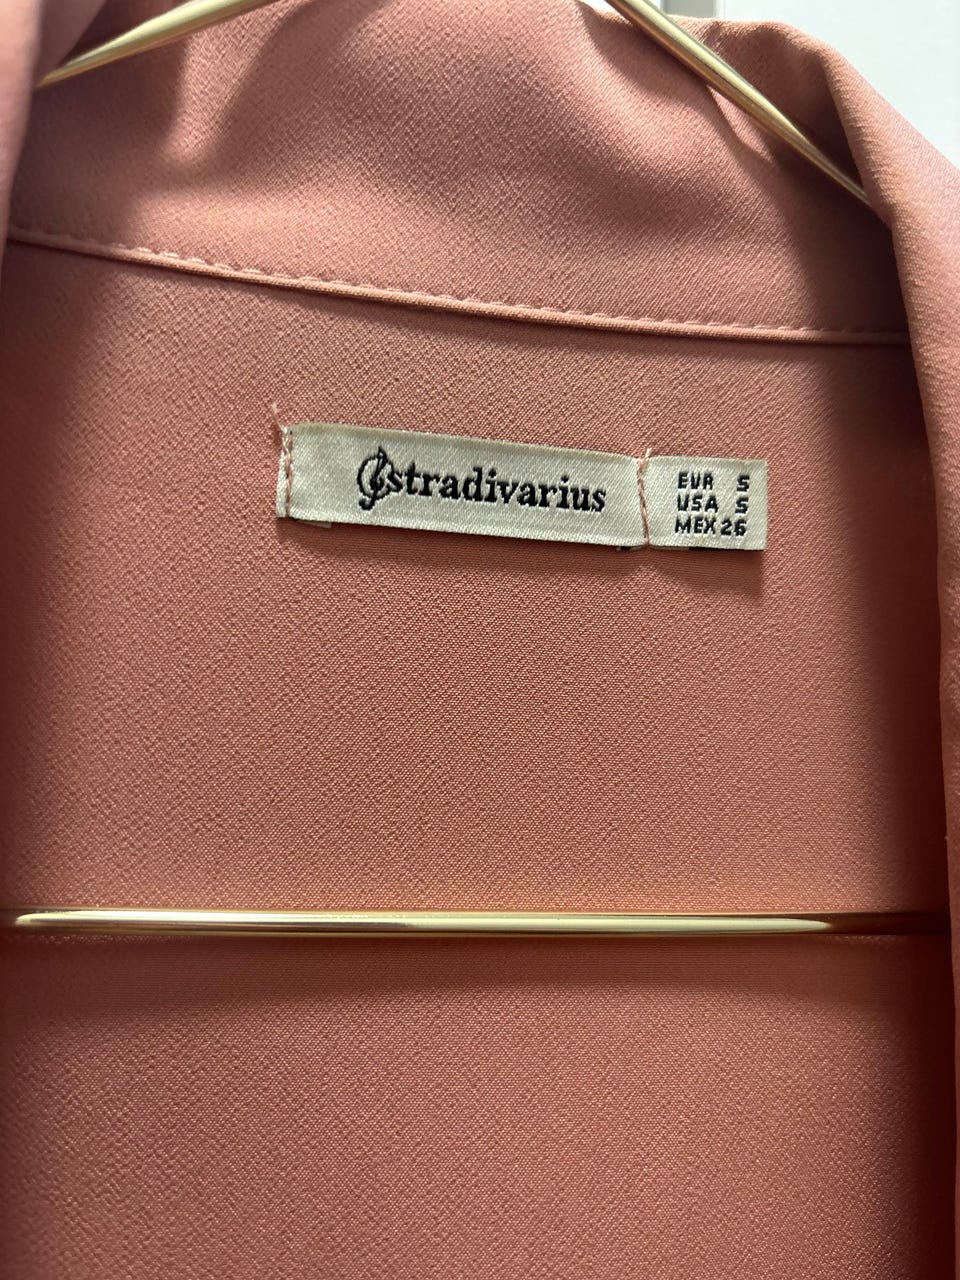 stradivarius
EUR S
USA S
MEX 26